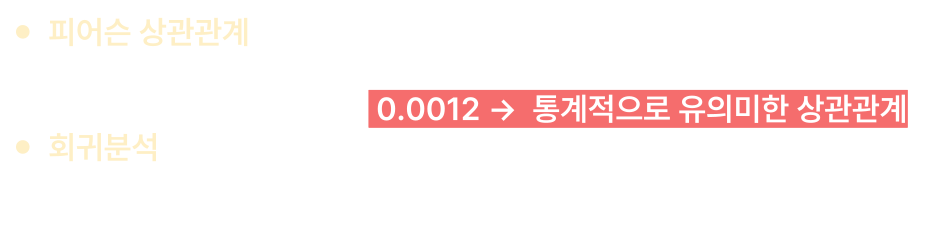 • 피어슨 상관관계
0.0012 → 통계적으로 유의미한 상관관계
• 회귀분석